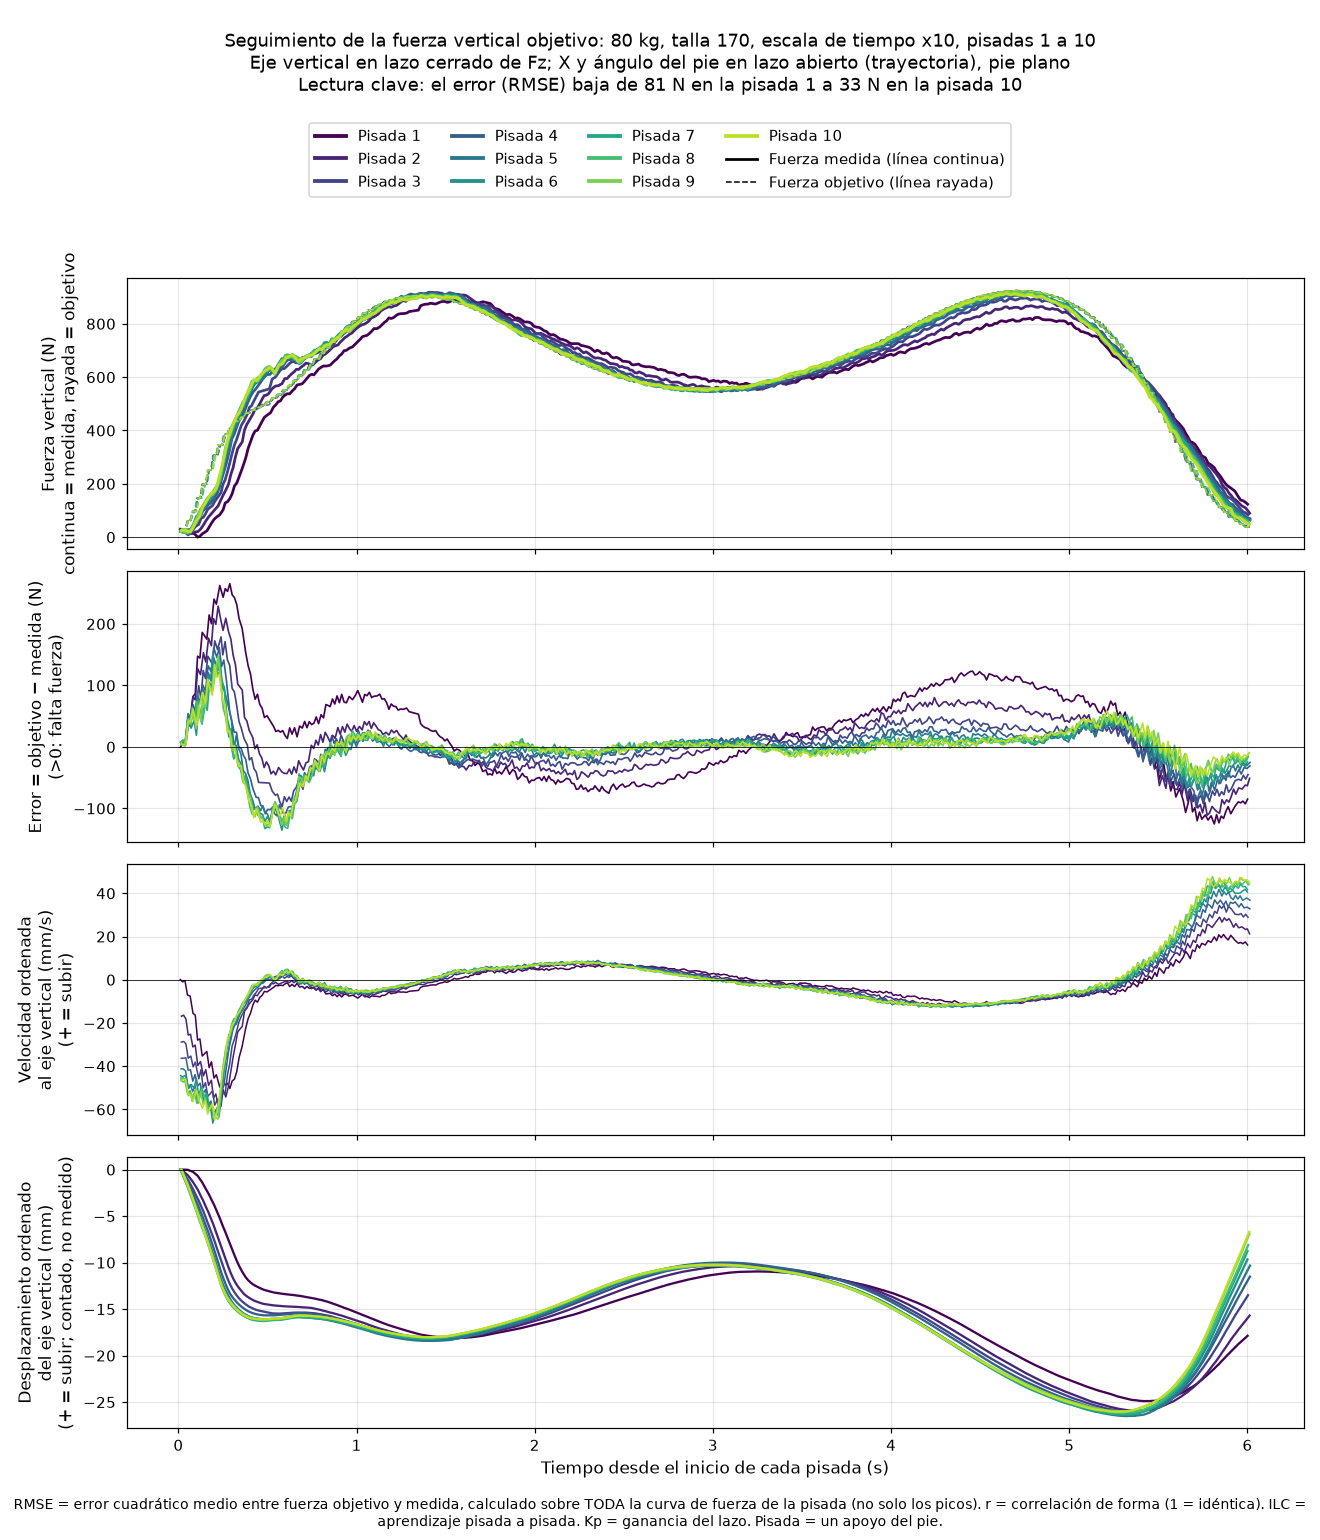 Seguimiento de la fuerza vertical objetivo: 80 kg, talla 170, escala de tiempo x10, pisadas 1 a 10
Eje vertical en lazo cerrado de Fz; X y ángulo del pie en lazo abierto (trayectoria), pie plano
Lectura clave: el error (RMSE) baja de 81 N en la pisada 1 a 33 N en la pisada 10
Pisada 1
Pisada 2
Pisada 3
Pisada 4
Pisada 5
Pisada 6
Pisada 7
Pisada 8
Pisada 9
Pisada 10
Fuerza medida (línea continua)
Fuerza objetivo (línea rayada)
Fuerza vertical (N)
continua = medida, rayada = objetivo
800
600
400
200
0
Error = objetivo − medida (N)
(>0: falta fuerza)
200
100
0
−100
Velocidad ordenada
al eje vertical (mm/s)
(+ = subir)
40
20
0
−20
−40
−60
Desplazamiento ordenado
del eje vertical (mm)
(+ = subir; contado, no medido)
0
−5
−10
−15
−20
−25
0 1 2 3 4 5 6
Tiempo desde el inicio de cada pisada (s)
RMSE = error cuadrático medio entre fuerza objetivo y medida, calculado sobre TODA la curva de fuerza de la pisada (no solo los picos). r = correlación de forma (1 = idéntica). ILC =
aprendizaje pisada a pisada. Kp = ganancia del lazo. Pisada = un apoyo del pie.